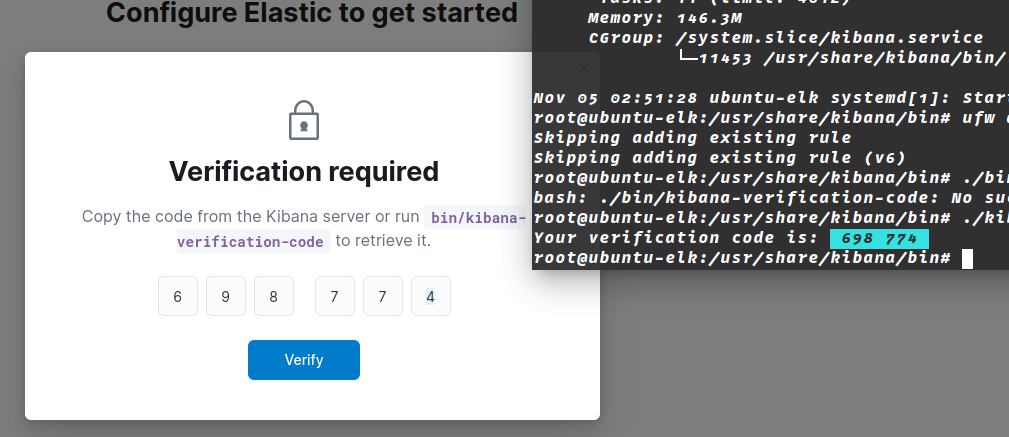 Configure Elastic to get started
Verification required
Copy the code from the Kibana server or run bin/kibana-
verification-code to retrieve it.
6 9 8 7 7 4
Verify
Memory: 146.3M
CGroup: /system.slice/kibana.service
└─11453 /usr/share/kibana/bin/
Nov 05 02:51:28 ubuntu-elk systemd[1]: Star
root@ubuntu-elk:/usr/share/kibana/bin# ufw
Skipping adding existing rule
Skipping adding existing rule (v6)
root@ubuntu-elk:/usr/share/kibana/bin# ./bi
bash: ./bin/kibana-verification-code: No su
root@ubuntu-elk:/usr/share/kibana/bin# ./ki
Your verification code is: 698 774
root@ubuntu-elk:/usr/share/kibana/bin#